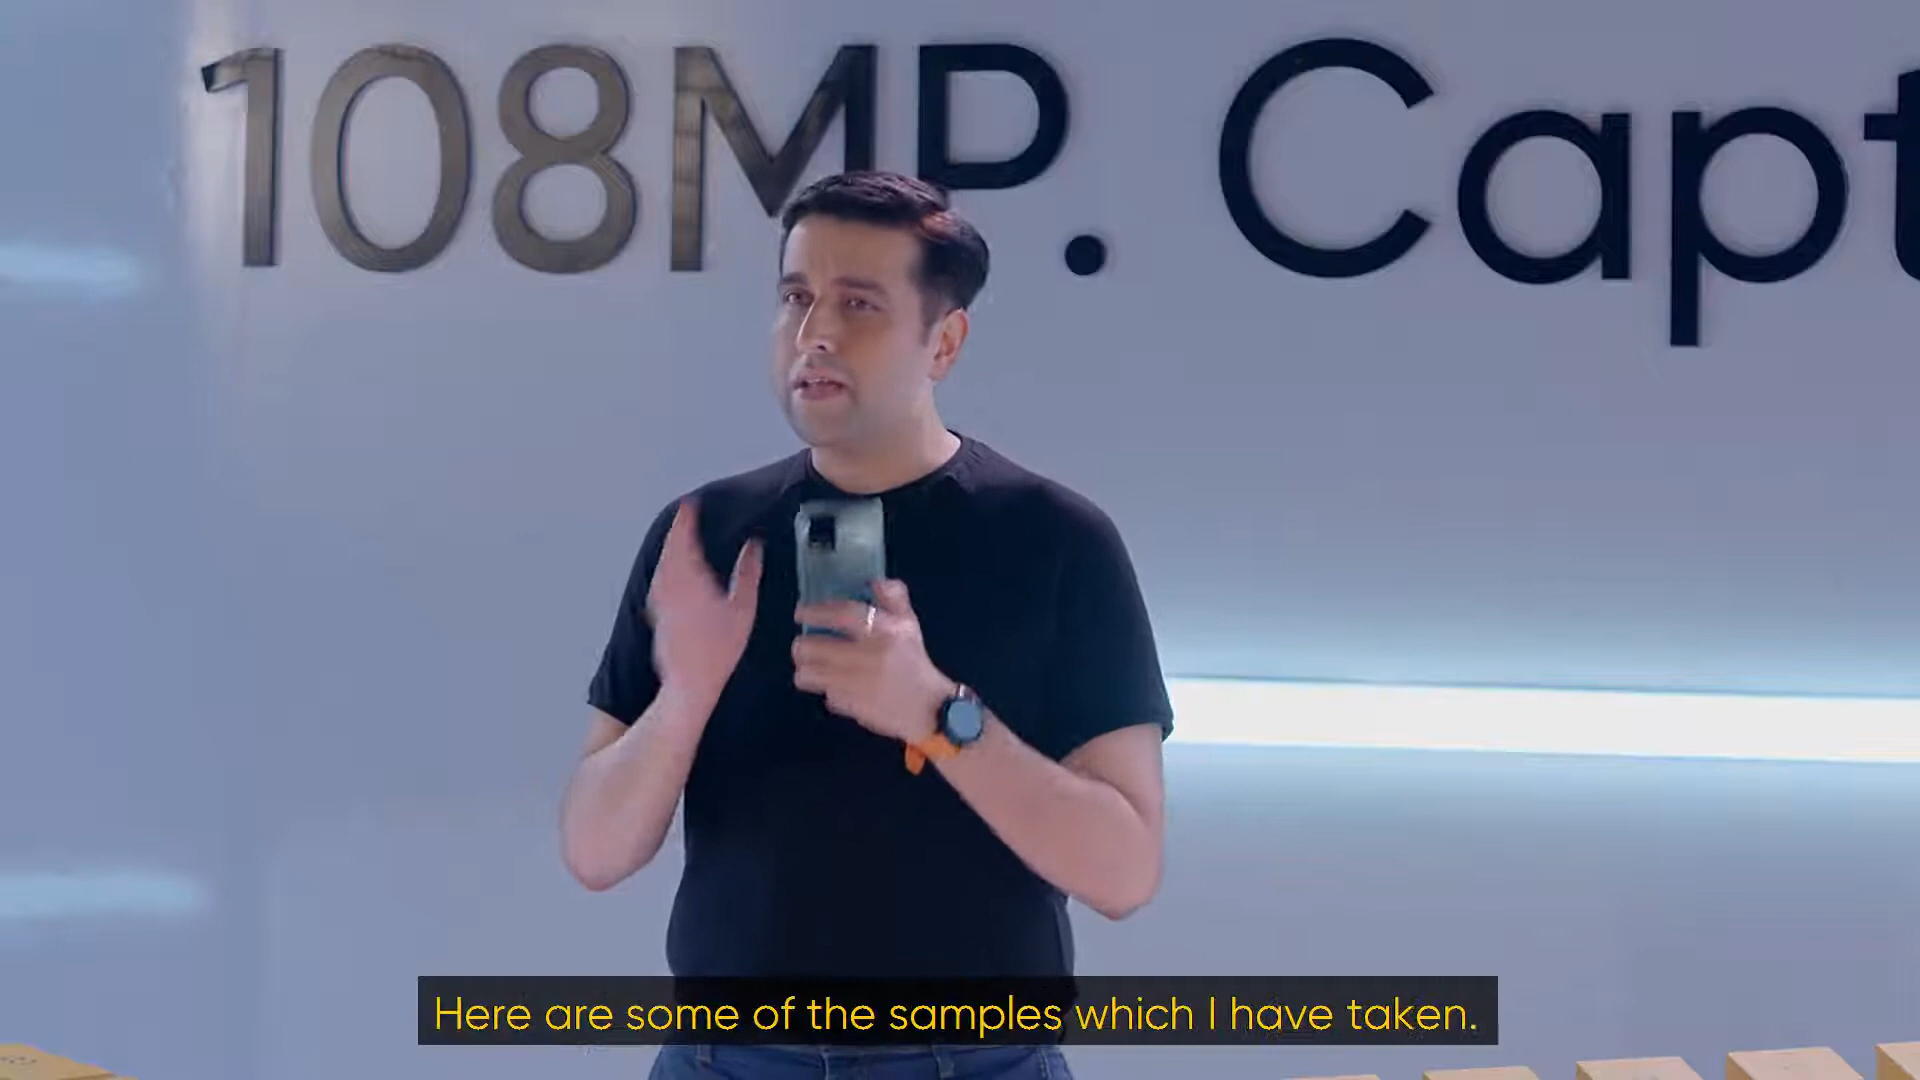 108MP. Capt
Here are some of the samples which I have taken.